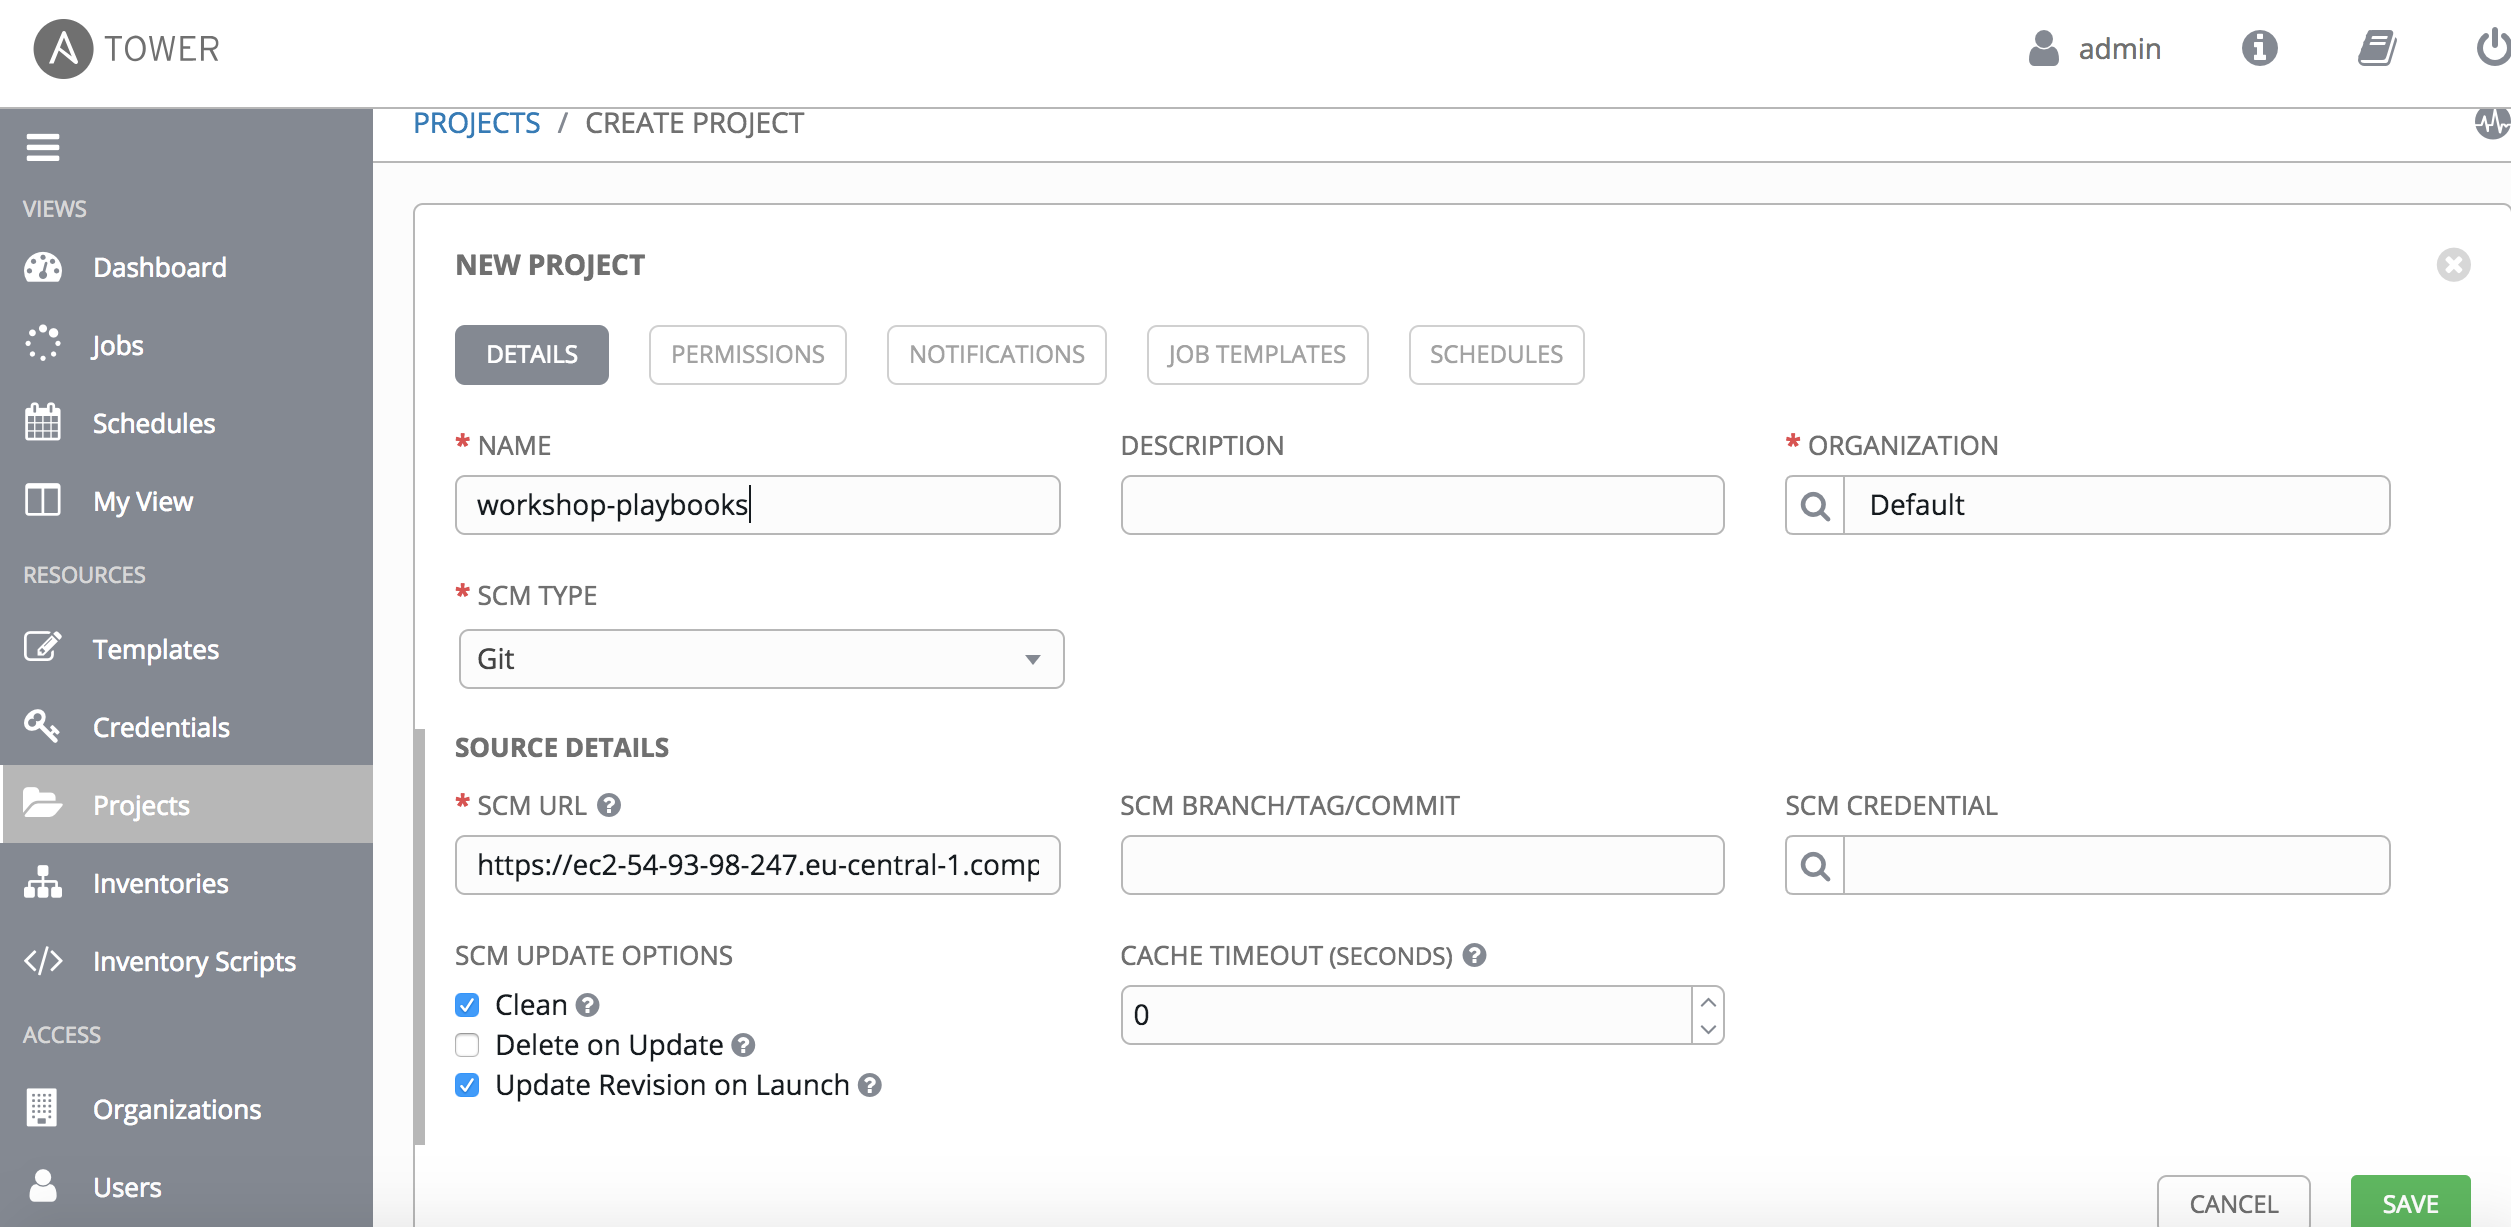 TOWER
admin
PROJECTS / CREATE PROJECT
VIEWS
Dashboard
Jobs
Schedules
My View
RESOURCES
Templates
Credentials
Projects
Inventories
Inventory Scripts
ACCESS
Organizations
Users
NEW PROJECT
DETAILS PERMISSIONS NOTIFICATIONS JOB TEMPLATES SCHEDULES
* NAME DESCRIPTION * ORGANIZATION
workshop-playbooks Default
* SCM TYPE
Git
SOURCE DETAILS
* SCM URL ? SCM BRANCH/TAG/COMMIT SCM CREDENTIAL
https://ec2-54-93-98-247.eu-central-1.comp
SCM UPDATE OPTIONS CACHE TIMEOUT (SECONDS) ?
Clean ? 0
Delete on Update ?
Update Revision on Launch ?
CANCEL SAVE